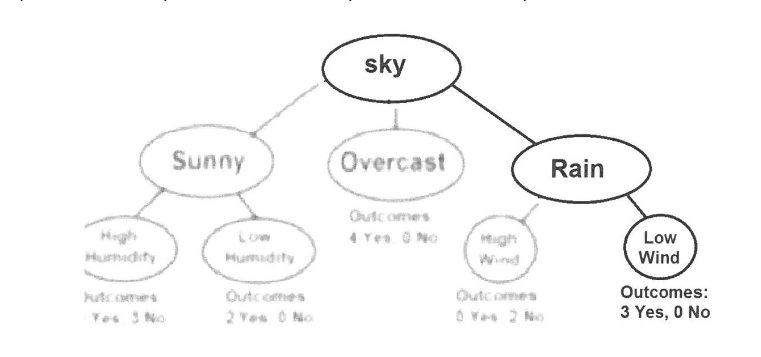 sky
Sunny
Overcast
Rain
Outcomes
4 Yes 0 No
High
Humidity
Low
Humidity
High
Wind
Low
Wind
Outcomes
Yes 3 No
Outcomes
2 Yes 0 No
Outcomes
0 Yes 2 No
Outcomes:
3 Yes, 0 No